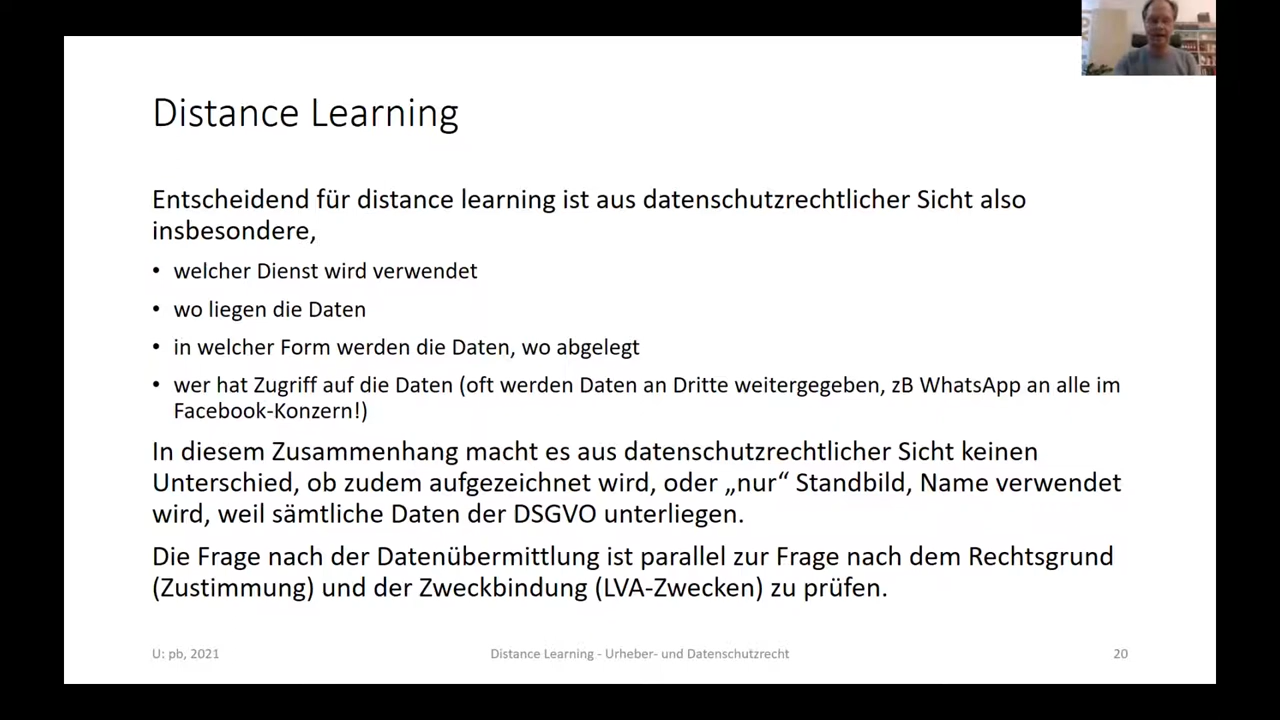 Distance Learning
Entscheidend für distance learning ist aus datenschutzrechtlicher Sicht also
insbesondere,
• welcher Dienst wird verwendet
• wo liegen die Daten
• in welcher Form werden die Daten, wo abgelegt
• wer hat Zugriff auf die Daten (oft werden Daten an Dritte weitergegeben, zB WhatsApp an alle im
Facebook-Konzern!)
In diesem Zusammenhang macht es aus datenschutzrechtlicher Sicht keinen
Unterschied, ob zudem aufgezeichnet wird, oder „nur“ Standbild, Name verwendet
wird, weil sämtliche Daten der DSGVO unterliegen.
Die Frage nach der Datenübermittlung ist parallel zur Frage nach dem Rechtsgrund
(Zustimmung) und der Zweckbindung (LVA-Zwecken) zu prüfen.
U: pb, 2021
Distance Learning - Urheber- und Datenschutzrecht
20